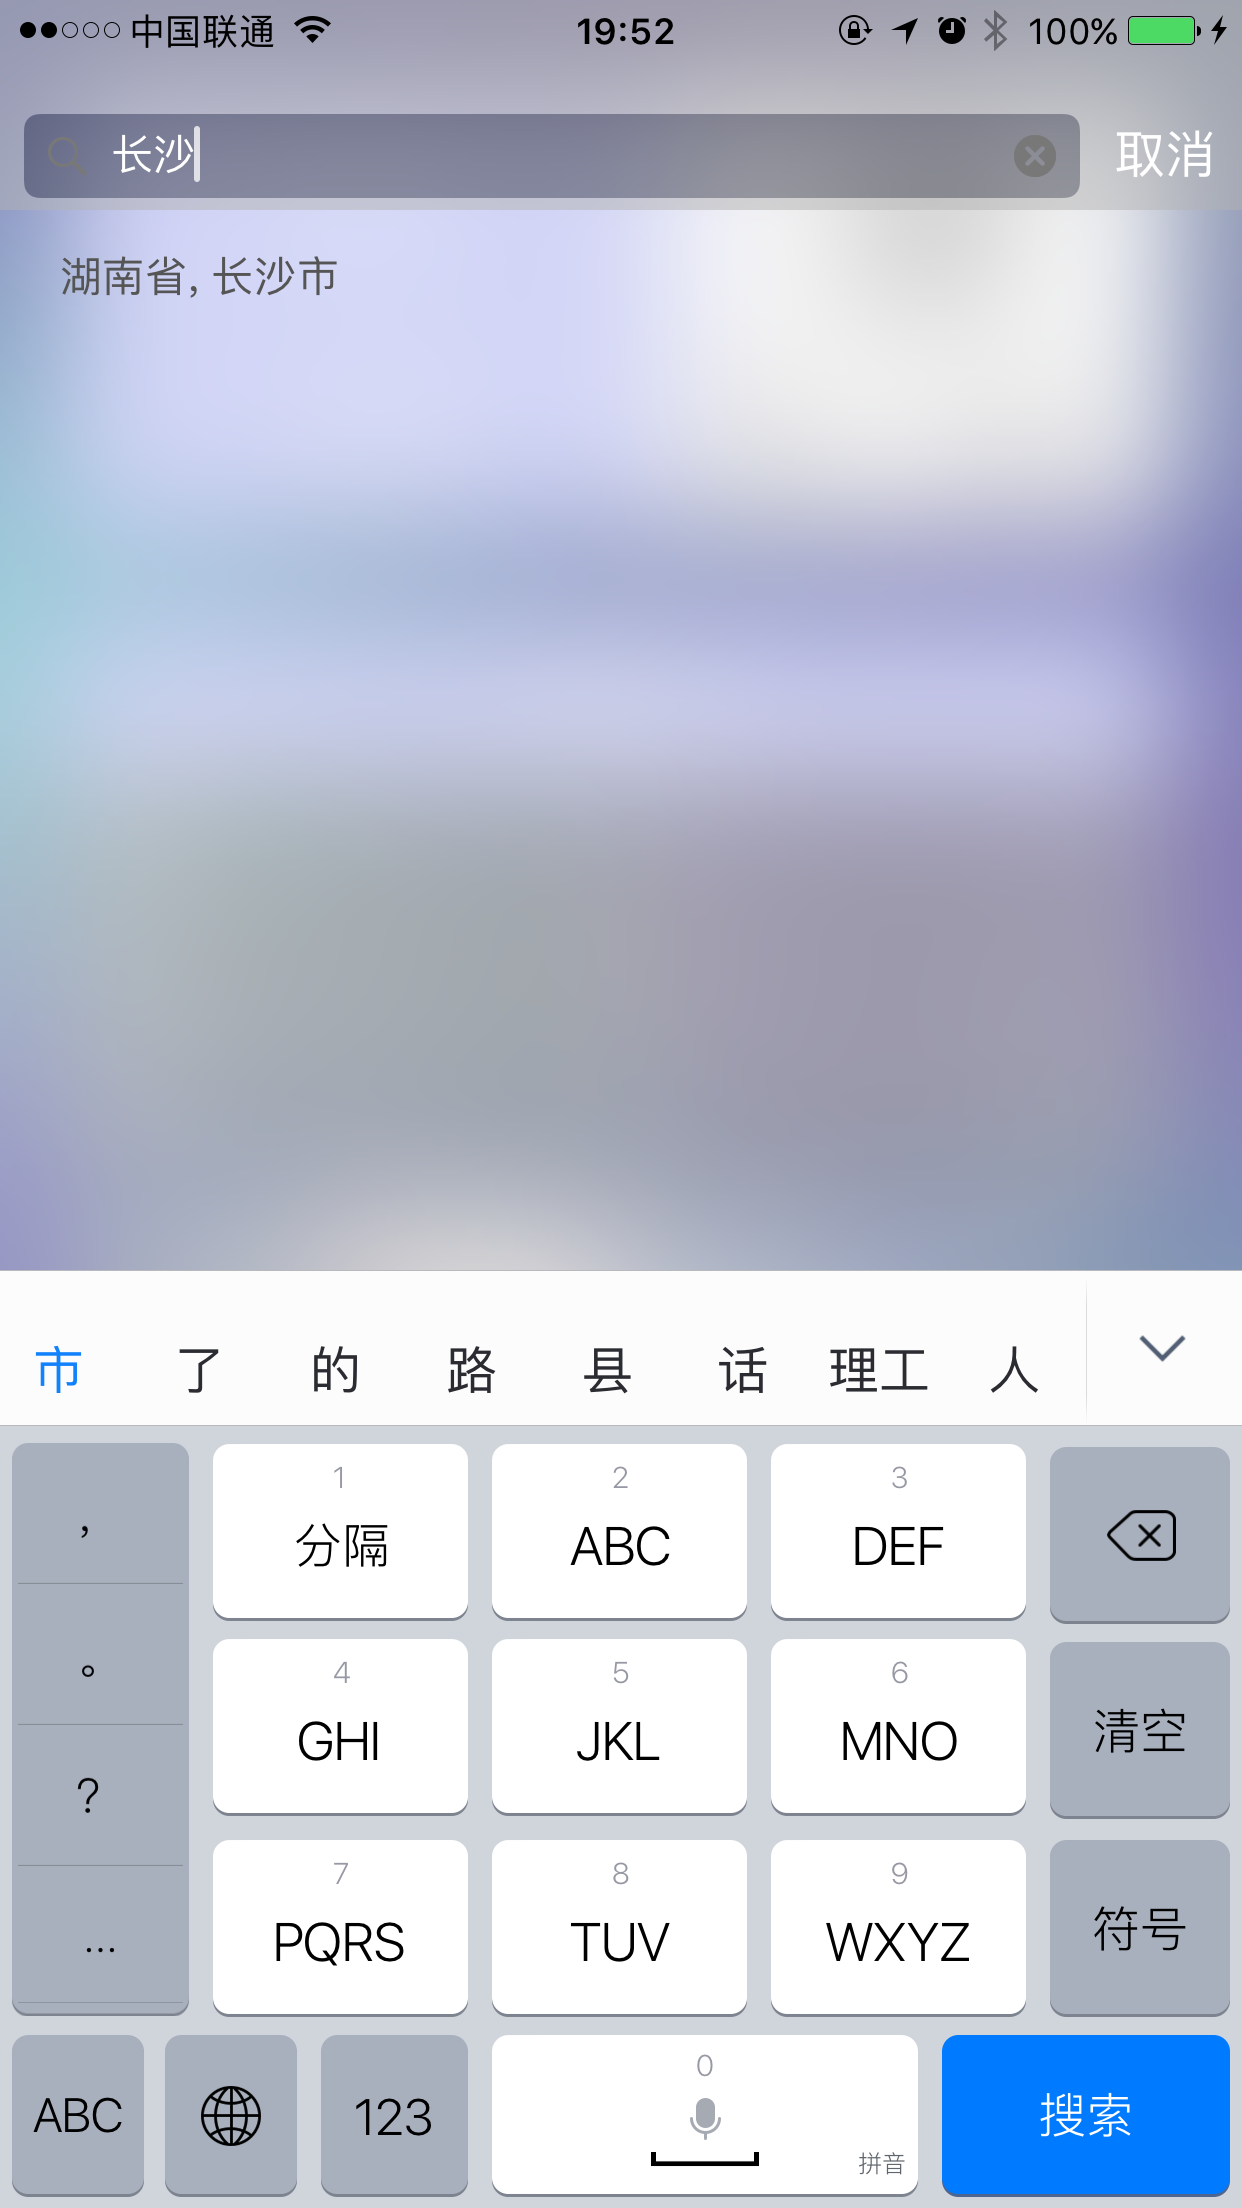 中国联通 19:52 100%
长沙 取消
湖南省, 长沙市
市 了 的 路 县 话 理工 人
，
。
?
...
1
分隔
2
ABC
3
DEF
4
GHI
5
JKL
6
MNO
清空
7
PQRS
8
TUV
9
WXYZ
符号
ABC
123
0
拼音
搜索